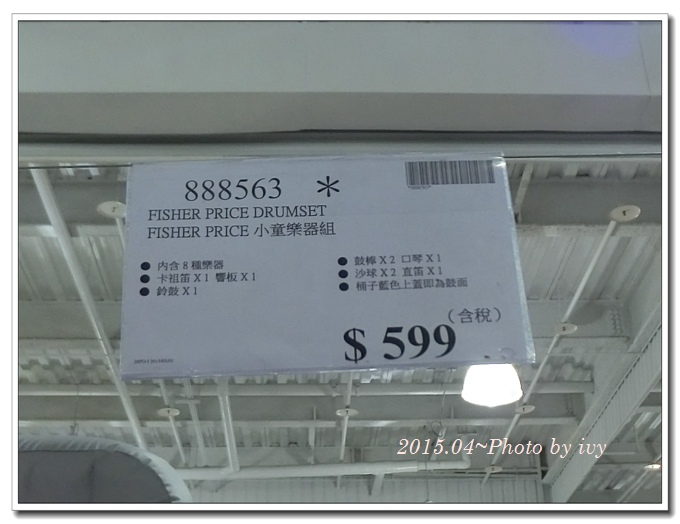 888563 *
FISHER PRICE DRUMSET
FISHER PRICE 小童樂器組
● 內含 8 種樂器
● 卡祖笛 X 1 響板 X 1
● 鈴鼓 X 1
● 鼓棒 X 2 口琴 X 1
● 沙球 X 2 直笛 X 1
● 桶子藍色上蓋即為鼓面
（含稅）
$ 599
2015.04~Photo by ivy